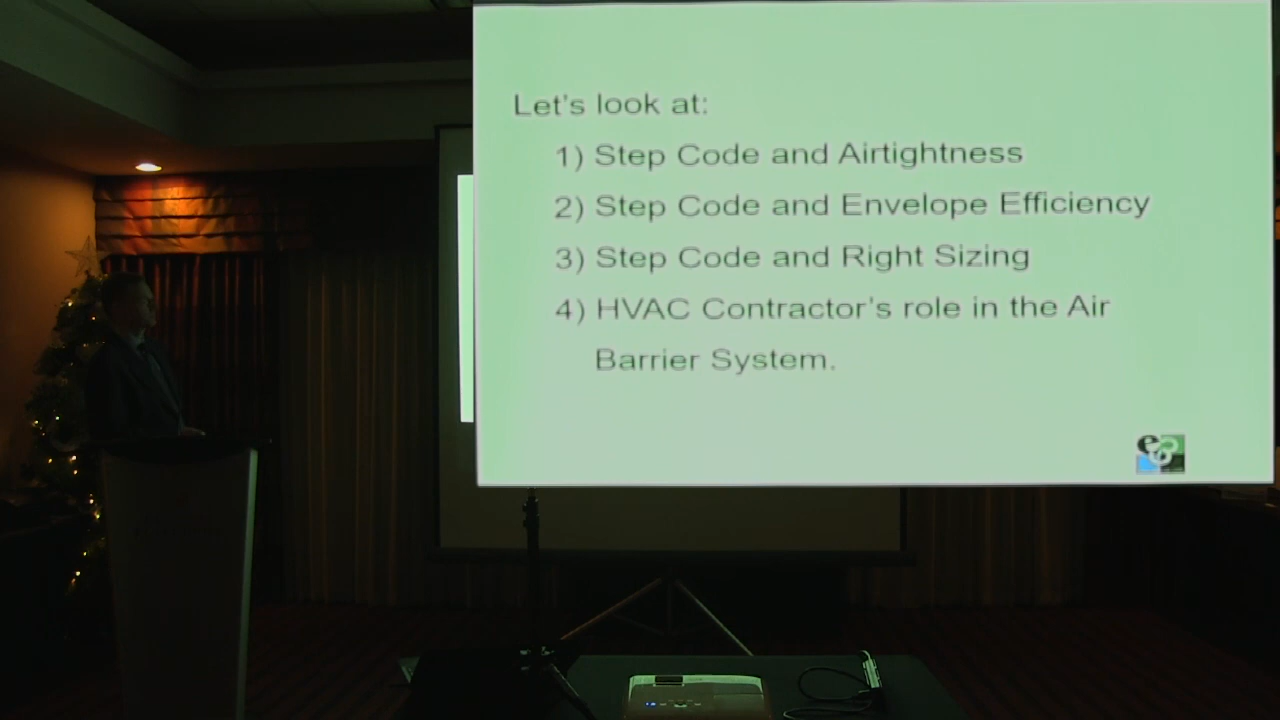 Let's look at:
1) Step Code and Airtightness
2) Step Code and Envelope Efficiency
3) Step Code and Right Sizing
4) HVAC Contractor's role in the Air
Barrier System.